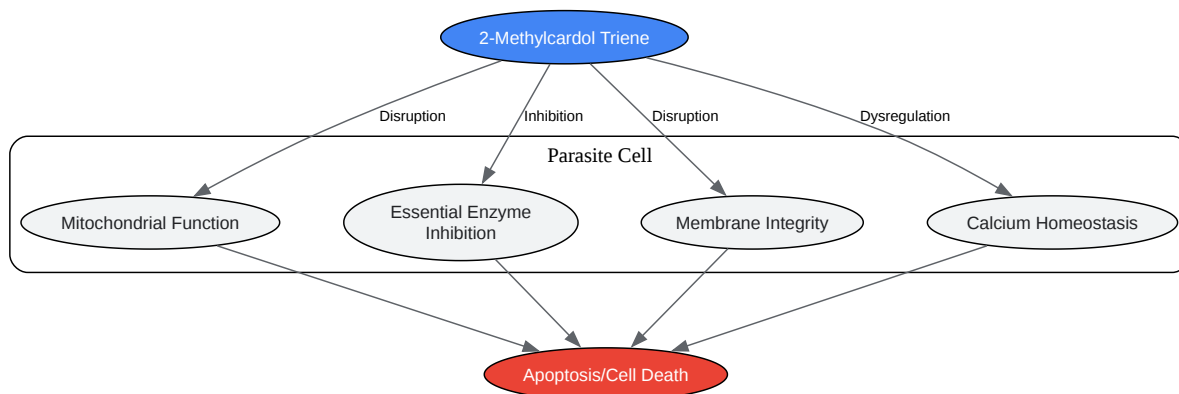 2-Methylcardol Triene
Disruption
Inhibition
Disruption
Dysregulation
Parasite Cell
Mitochondrial Function
Essential Enzyme
Inhibition
Membrane Integrity
Calcium Homeostasis
Apoptosis/Cell Death